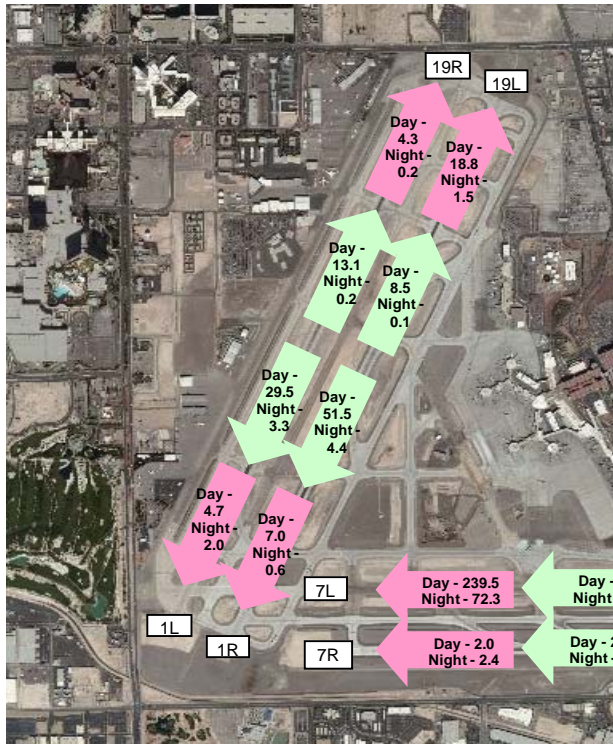 19R
19L
Day -
4.3
Night -
0.2
Day -
18.8
Night -
1.5
Day -
13.1
Night -
0.2
Day -
8.5
Night -
0.1
Day -
29.5
Night -
3.3
Day -
51.5
Night -
4.4
Day -
4.7
Night -
2.0
Day -
7.0
Night -
0.6
7L
1L
1R
7R
Day - 239.5
Night - 72.3
Day -
Night
Day - 2.0
Night - 2.4
Day - 2
Night -